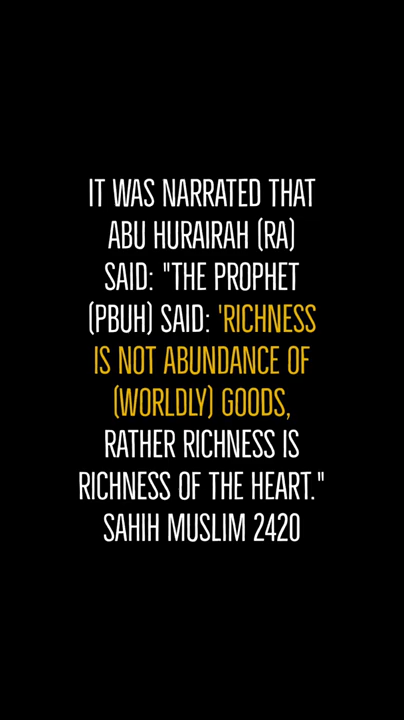 IT WAS NARRATED THAT
ABU HURAIRAH (RA)
SAID: "THE PROPHET
(PBUH) SAID: 'RICHNESS
IS NOT ABUNDANCE OF
(WORLDLY) GOODS,
RATHER RICHNESS IS
RICHNESS OF THE HEART."
SAHIH MUSLIM 2420